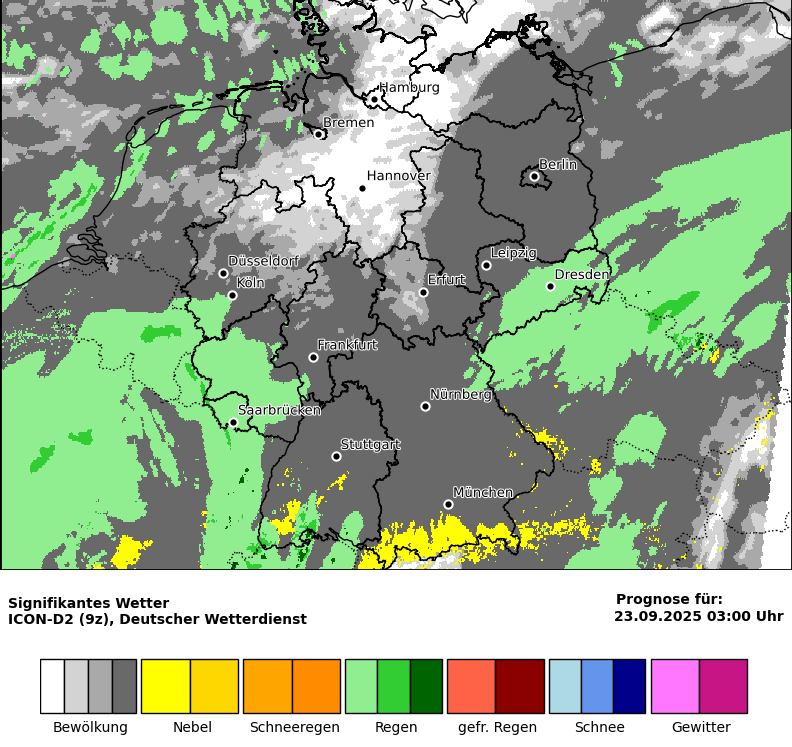 Hamburg
Bremen
Berlin
Hannover
Leipzig
Düsseldorf
Dresden
Köln
Erfurt
Frankfurt
Nürnberg
Saarbrücken
Stuttgart
München
Signifikantes Wetter
ICON-D2 (9z), Deutscher Wetterdienst
Prognose für:
23.09.2025 03:00 Uhr
Bewölkung
Nebel
Schneeregen
Regen
gefr. Regen
Schnee
Gewitter